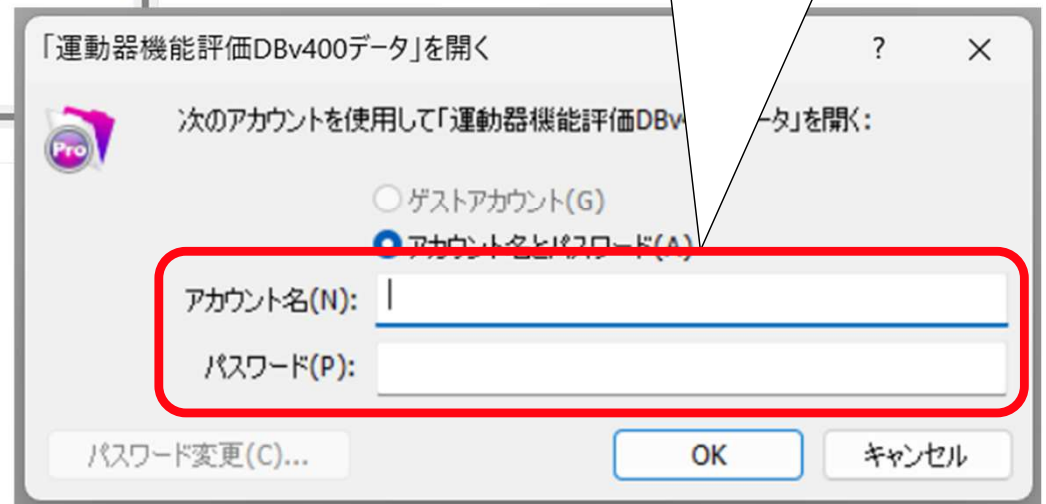 「運動器機能評価DBv400データ」を開く
? ×
次のアカウントを使用して「運動器機能評価DBv ータ」を開く:
Pro
ゲストアカウント(G)
アカウント名とパスワード(A)
アカウント名(N):
パスワード(P):
パスワード変更(C)...
OK
キャンセル